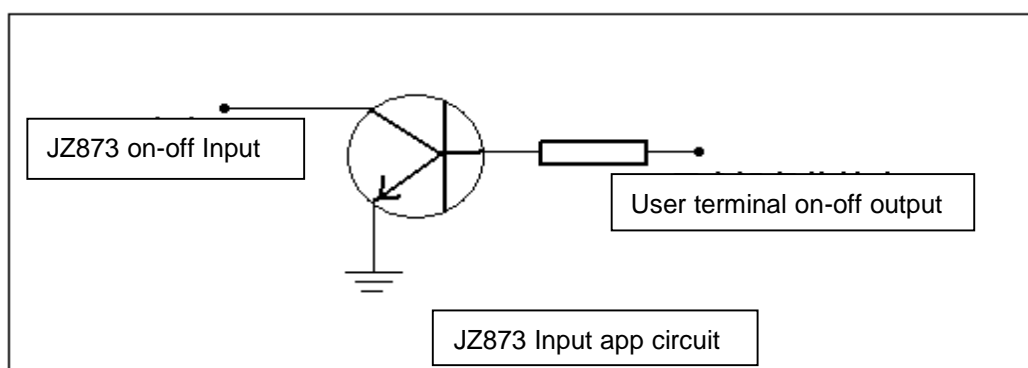 JZ873 on-off Input
User terminal on-off output
JZ873 Input app circuit